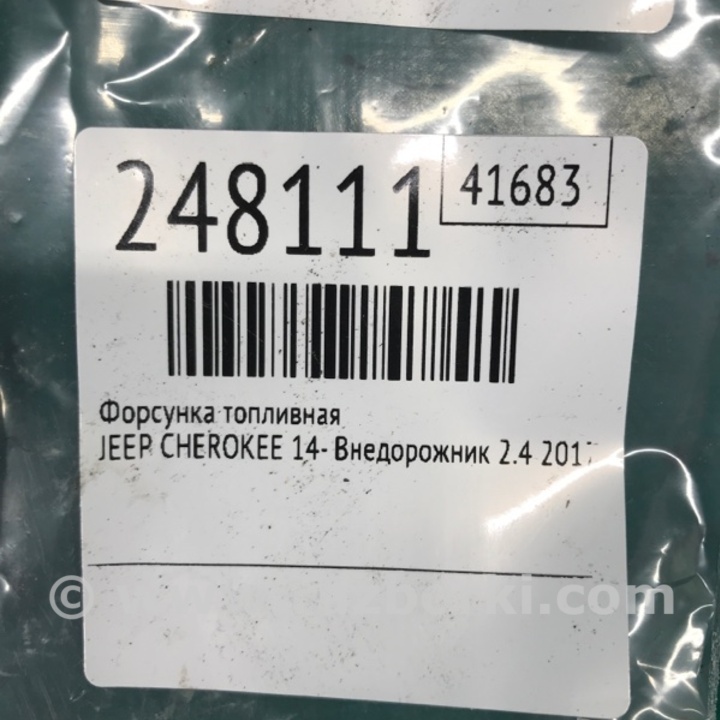 248111
41683
Форсунка топливная
JEEP CHEROKEE 14- Внедорожник 2.4 2017